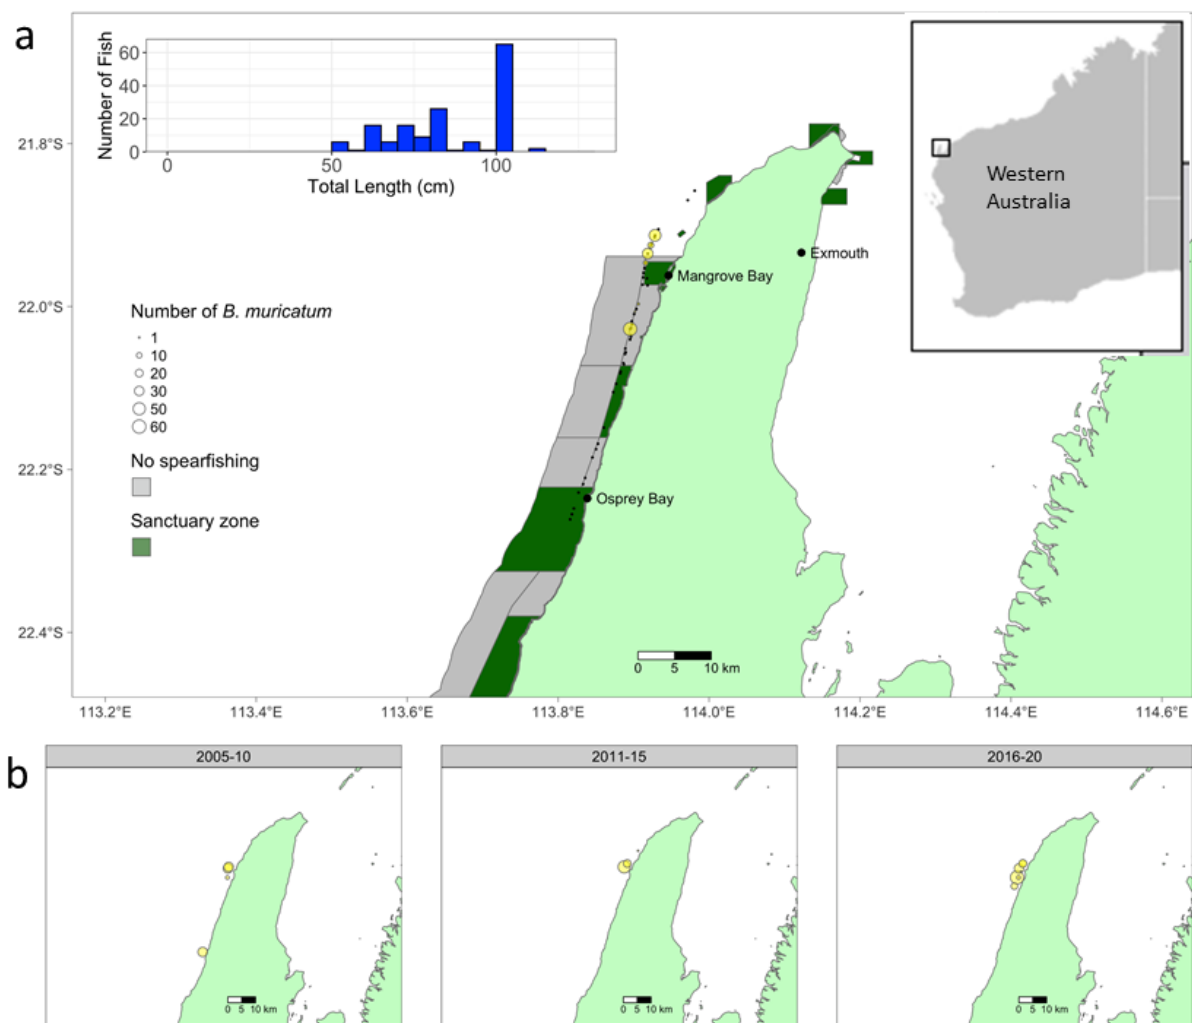 a
Number of Fish
60
40
20
0
0
50
100
Total Length (cm)
Western
Australia
21.8°S
22.0°S
22.2°S
22.4°S
Exmouth
Mangrove Bay
Osprey Bay
Number of B. muricatum
1
10
20
30
50
60
No spearfishing
Sanctuary zone
0 5 10 km
113.2°E 113.4°E 113.6°E 113.8°E 114.0°E 114.2°E 114.4°E 114.6°E
b
2005-10 2011-15 2016-20
0 5 10 km 0 5 10 km 0 5 10 km